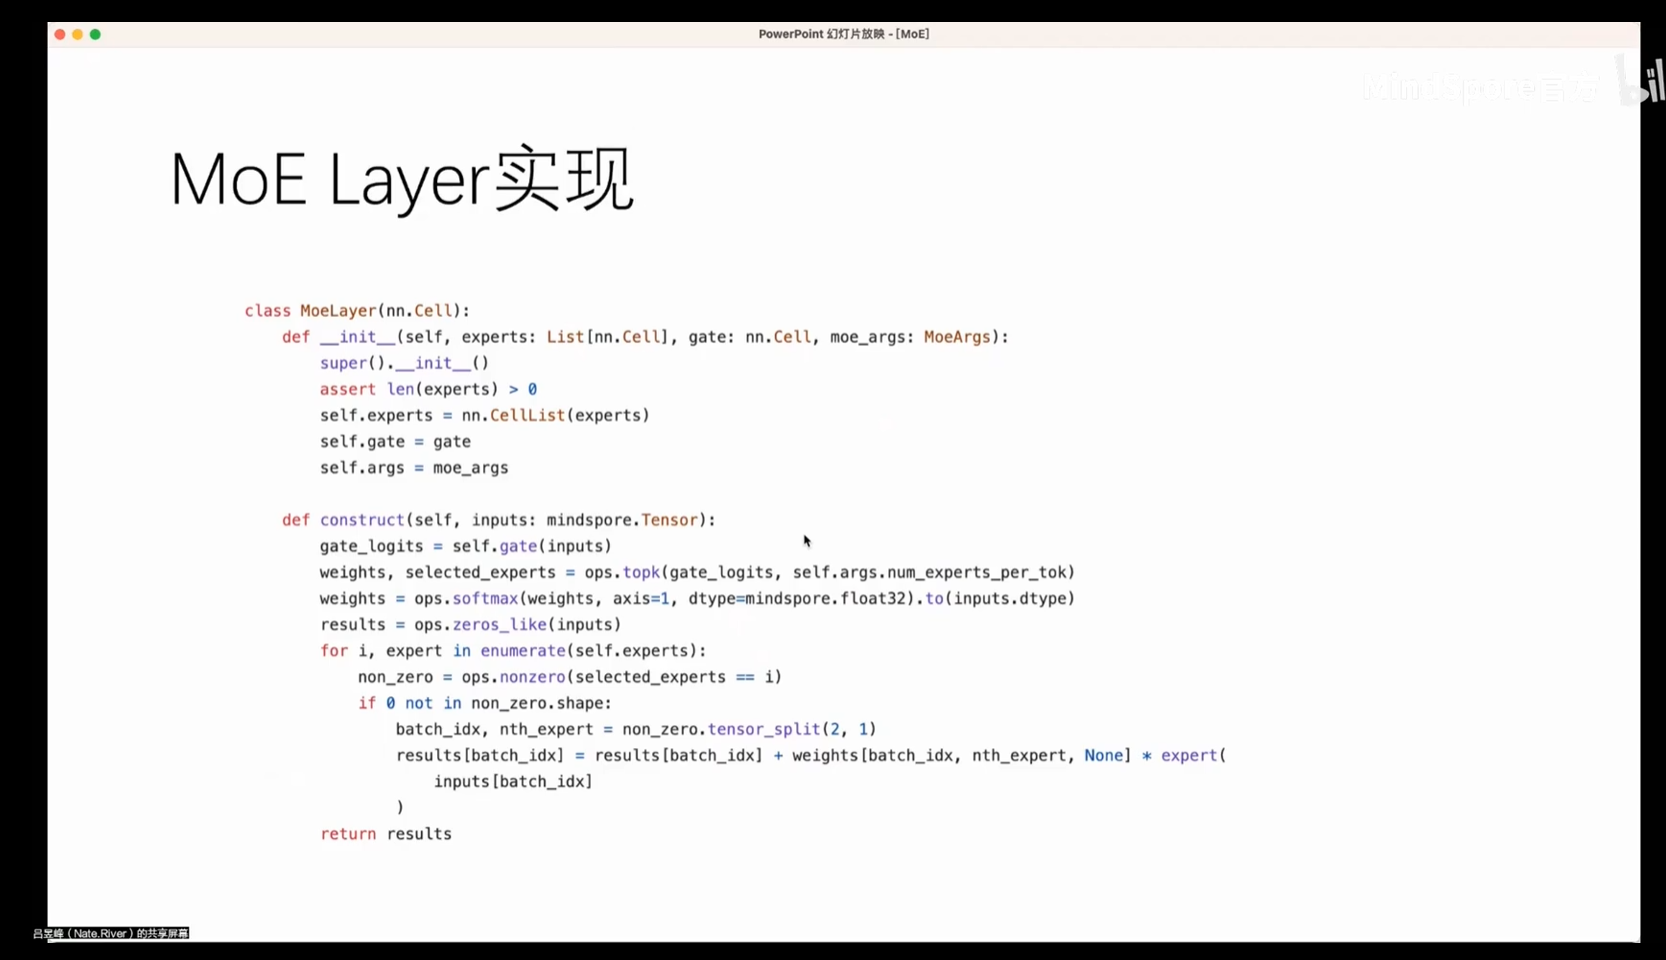 PowerPoint 幻灯片放映 - [MoE]
MindSpore官方
MoE Layer实现
class MoeLayer(nn.Cell):
    def __init__(self, experts: List[nn.Cell], gate: nn.Cell, moe_args: MoeArgs):
        super().__init__()
        assert len(experts) > 0
        self.experts = nn.CellList(experts)
        self.gate = gate
        self.args = moe_args
    def construct(self, inputs: mindspore.Tensor):
        gate_logits = self.gate(inputs)
        weights, selected_experts = ops.topk(gate_logits, self.args.num_experts_per_tok)
        weights = ops.softmax(weights, axis=1, dtype=mindspore.float32).to(inputs.dtype)
        results = ops.zeros_like(inputs)
        for i, expert in enumerate(self.experts):
            non_zero = ops.nonzero(selected_experts == i)
            if 0 not in non_zero.shape:
                batch_idx, nth_expert = non_zero.tensor_split(2, 1)
                results[batch_idx] = results[batch_idx] + weights[batch_idx, nth_expert, None] * expert(
                    inputs[batch_idx]
                )
        return results
吕昱峰（Nate.River）的共享屏幕